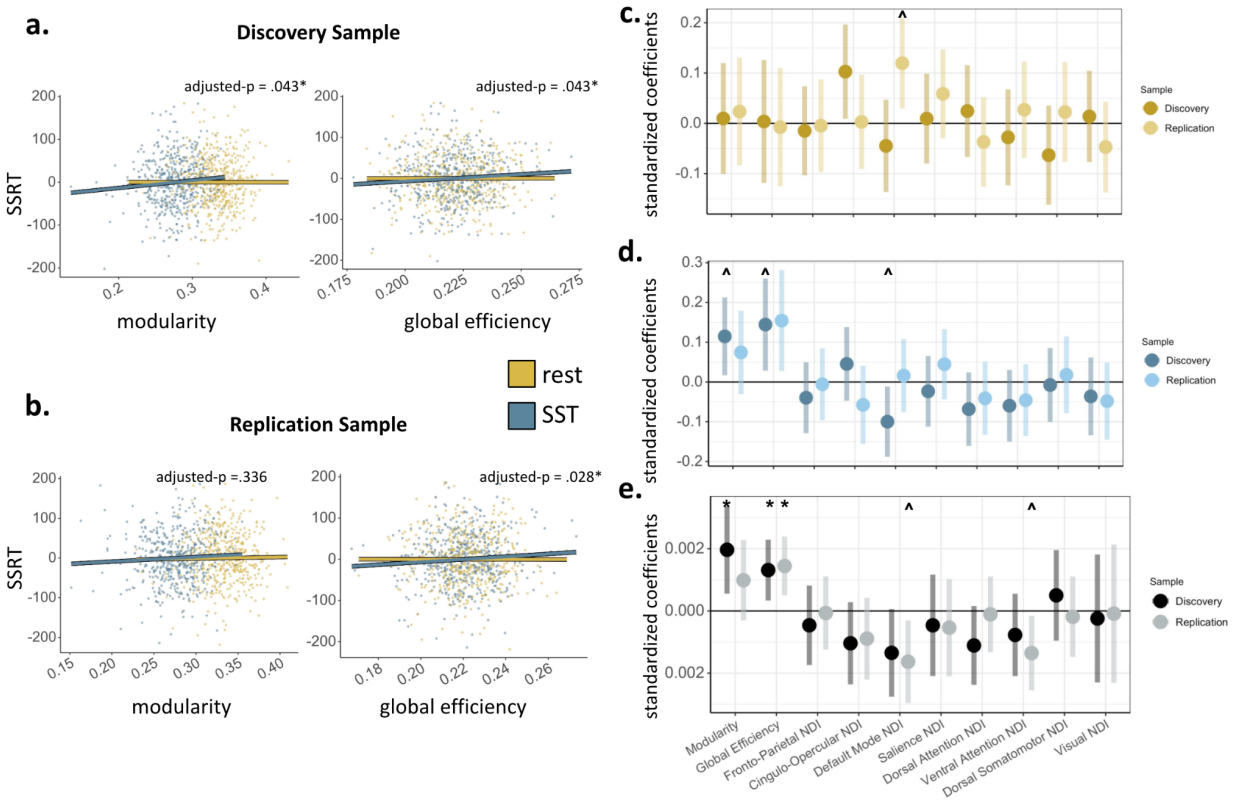 a.
Discovery Sample
adjusted-p = .043*
adjusted-p = .043*
SSRT
200
100
0
-100
-200
0.2
0.3
0.4
modularity
200
100
0
-100
-200
0.175
0.200
0.225
0.250
0.275
global efficiency
rest
SST
b.
Replication Sample
adjusted-p =.336
adjusted-p = .028*
SSRT
200
100
0
-100
-200
0.15
0.20
0.25
0.30
0.35
0.40
modularity
200
100
0
-100
-200
0.18
0.20
0.22
0.24
0.26
global efficiency
c.
standardized coefficients
0.2
0.1
0.0
-0.1
^
Sample
Discovery
Replication
d.
standardized coefficients
0.3
0.2
0.1
0.0
-0.1
-0.2
^ ^ ^
Sample
Discovery
Replication
e.
standardized coefficients
0.002
0.000
0.002
* * * ^ ^
Sample
Discovery
Replication
Modularity
Global Efficiency
Fronto-Parietal NDI
Cingulo-Opercular NDI
Default Mode NDI
Salience NDI
Dorsal Attention NDI
Ventral Attention NDI
Dorsal Somatomotor NDI
Visual NDI